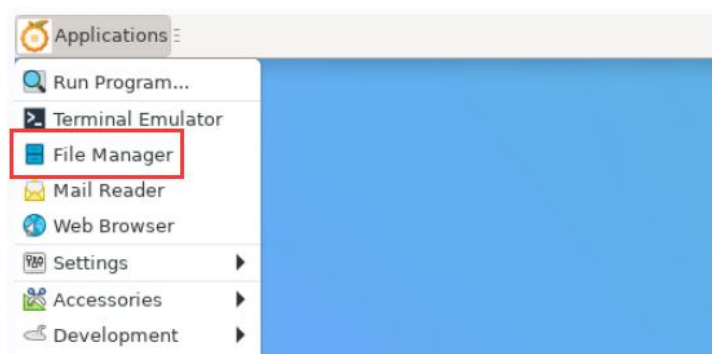 Applications
Run Program...
Terminal Emulator
File Manager
Mail Reader
Web Browser
Settings
Accessories
Development